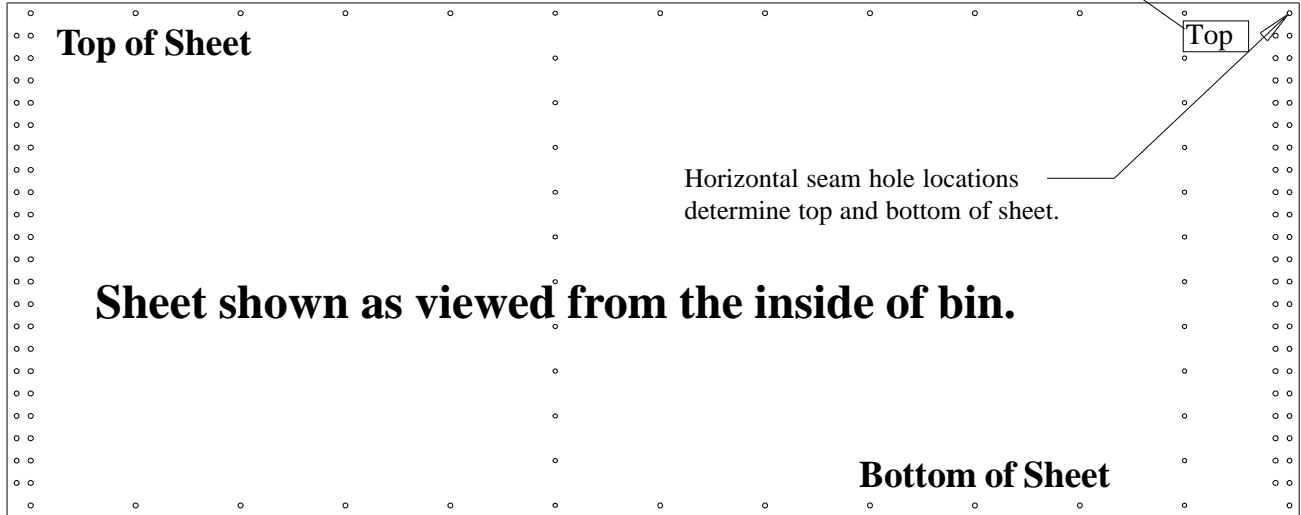 Top of Sheet
Top
Horizontal seam hole locations
determine top and bottom of sheet.
Sheet shown as viewed from the inside of bin.
Bottom of Sheet